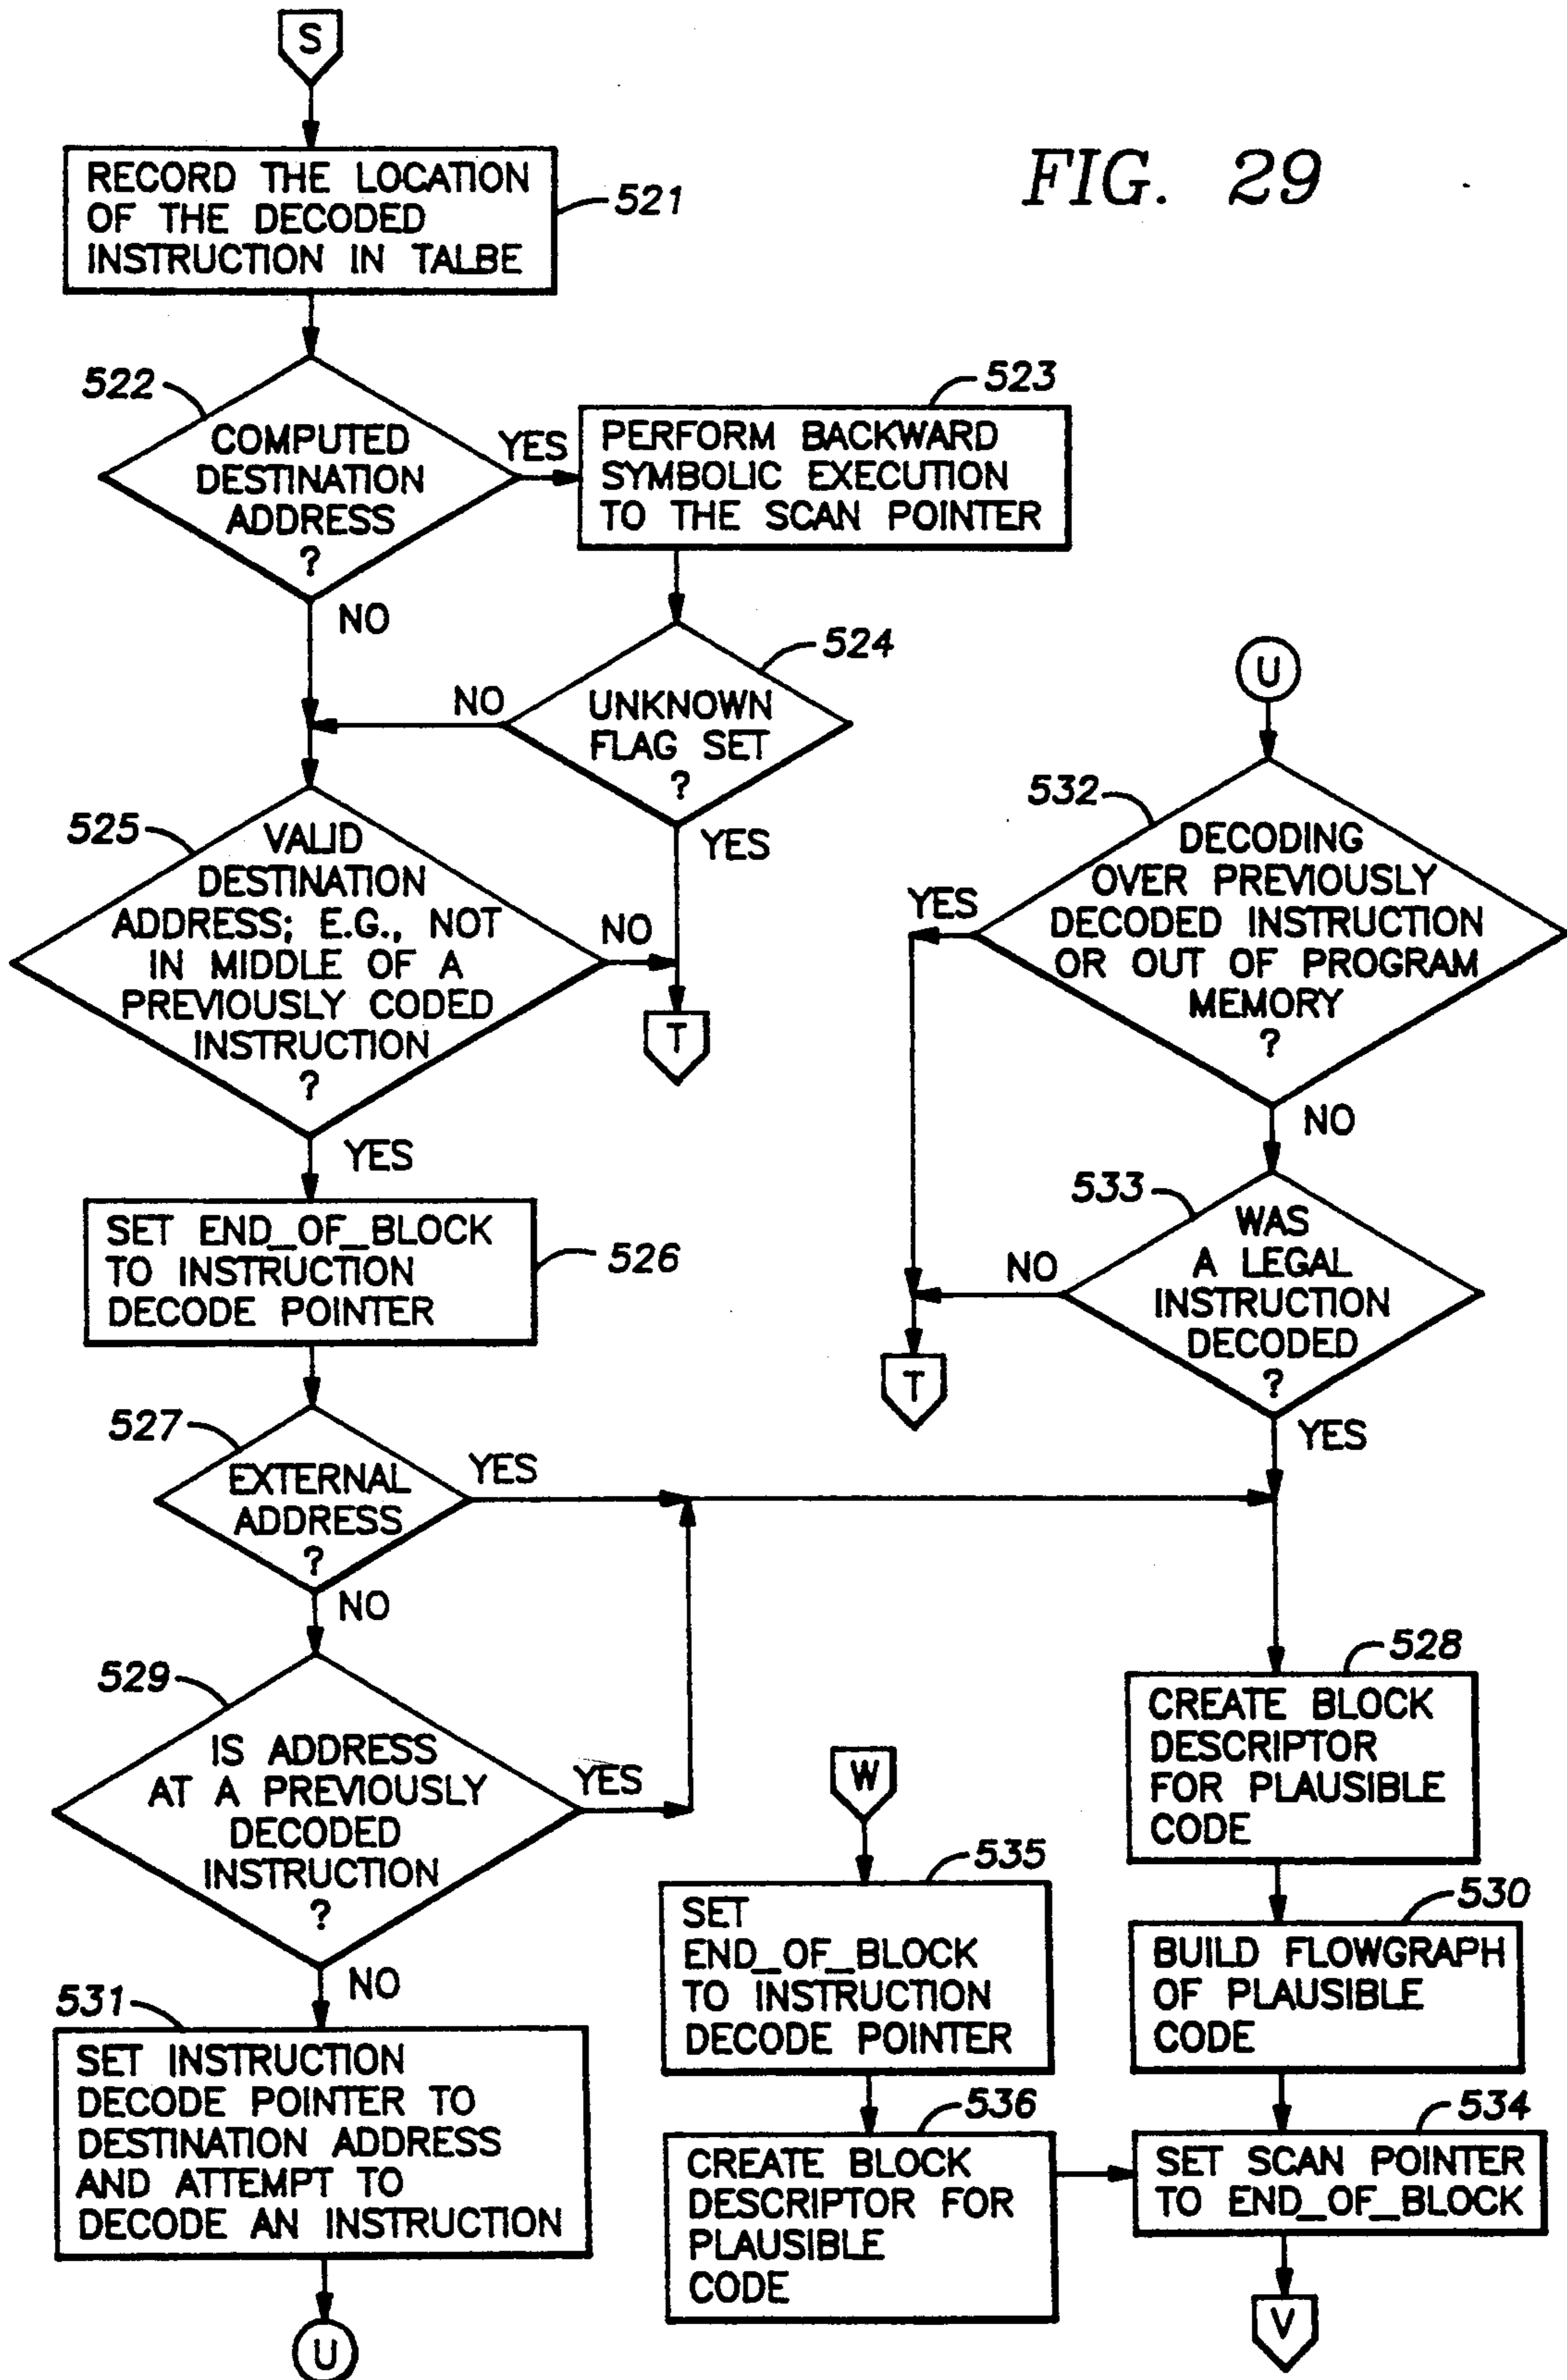 S
FIG. 29
RECORD THE LOCATION
OF THE DECODED
INSTRUCTION IN TALBE
521
522
COMPUTED
DESTINATION
ADDRESS
?
YES
NO
523
PERFORM BACKWARD
SYMBOLIC EXECUTION
TO THE SCAN POINTER
524
UNKNOWN
FLAG SET
?
NO
YES
525
VALID
DESTINATION
ADDRESS; E.G., NOT
IN MIDDLE OF A
PREVIOUSLY CODED
INSTRUCTION
?
NO
YES
T
SET END_OF_BLOCK
TO INSTRUCTION
DECODE POINTER
526
527
EXTERNAL
ADDRESS
?
YES
NO
529
IS ADDRESS
AT A PREVIOUSLY
DECODED
INSTRUCTION
?
YES
NO
531
SET INSTRUCTION
DECODE POINTER TO
DESTINATION ADDRESS
AND ATTEMPT TO
DECODE AN INSTRUCTION
U
U
532
DECODING
OVER PREVIOUSLY
DECODED INSTRUCTION
OR OUT OF PROGRAM
MEMORY
?
YES
NO
533
WAS
A LEGAL
INSTRUCTION
DECODED
?
NO
YES
T
528
CREATE BLOCK
DESCRIPTOR
FOR PLAUSIBLE
CODE
530
BUILD FLOWGRAPH
OF PLAUSIBLE
CODE
W
535
SET
END_OF_BLOCK
TO INSTRUCTION
DECODE POINTER
536
CREATE BLOCK
DESCRIPTOR FOR
PLAUSIBLE
CODE
534
SET SCAN POINTER
TO END_OF_BLOCK
V